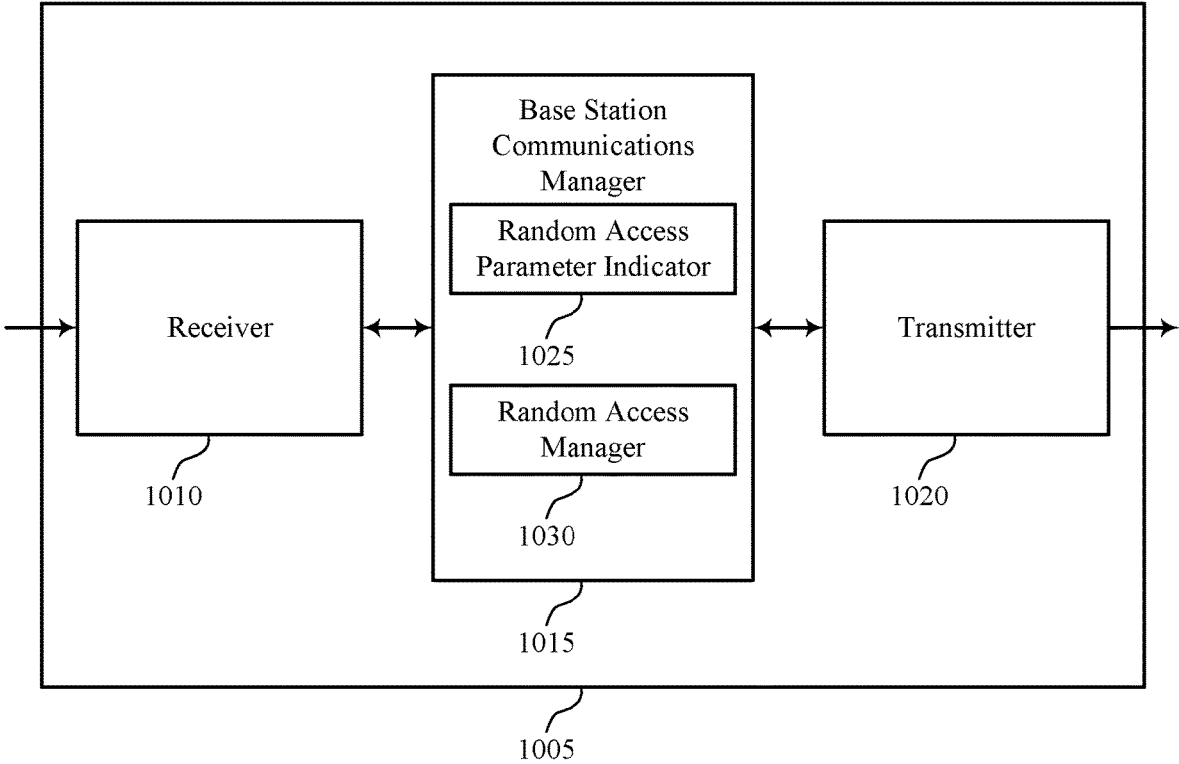 Base Station
Communications
Manager
Random Access
Parameter Indicator
1025
Receiver
1010
Random Access
Manager
1030
Transmitter
1020
1015
1005